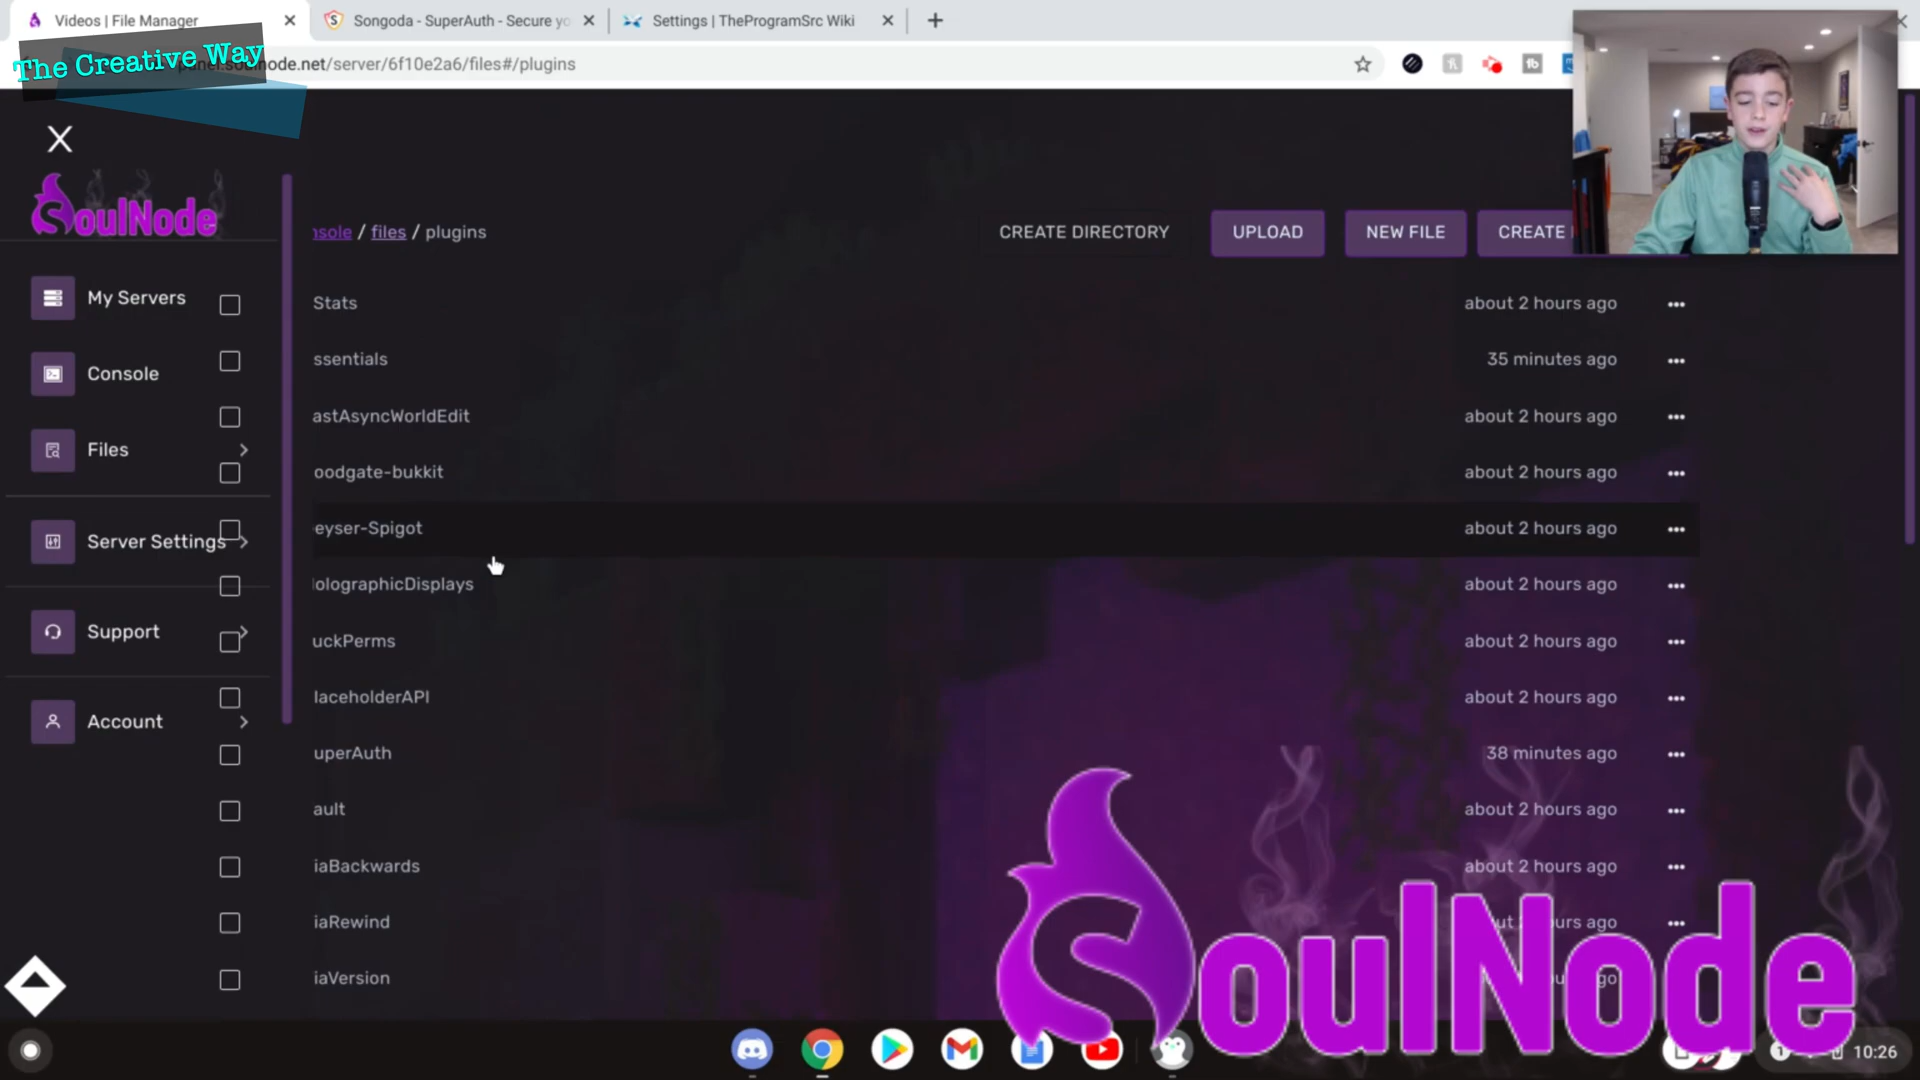 Videos | File Manager
Songoda - SuperAuth - Secure yo
Settings | TheProgramSrc Wiki
The Creative Way
panel.soulnode.net/server/6f10e2a6/files#/plugins
SoulNode
nsole / files / plugins
CREATE DIRECTORY
UPLOAD
NEW FILE
CREATE
My Servers
Console
Files
Server Settings
Support
Account
Stats
about 2 hours ago
ssentials
35 minutes ago
astAsyncWorldEdit
about 2 hours ago
oodgate-bukkit
about 2 hours ago
eyser-Spigot
about 2 hours ago
olographicDisplays
about 2 hours ago
uckPerms
about 2 hours ago
laceholderAPI
about 2 hours ago
uperAuth
38 minutes ago
ault
about 2 hours ago
iaBackwards
about 2 hours ago
iaRewind
ours ago
iaVersion
SoulNode
10:26